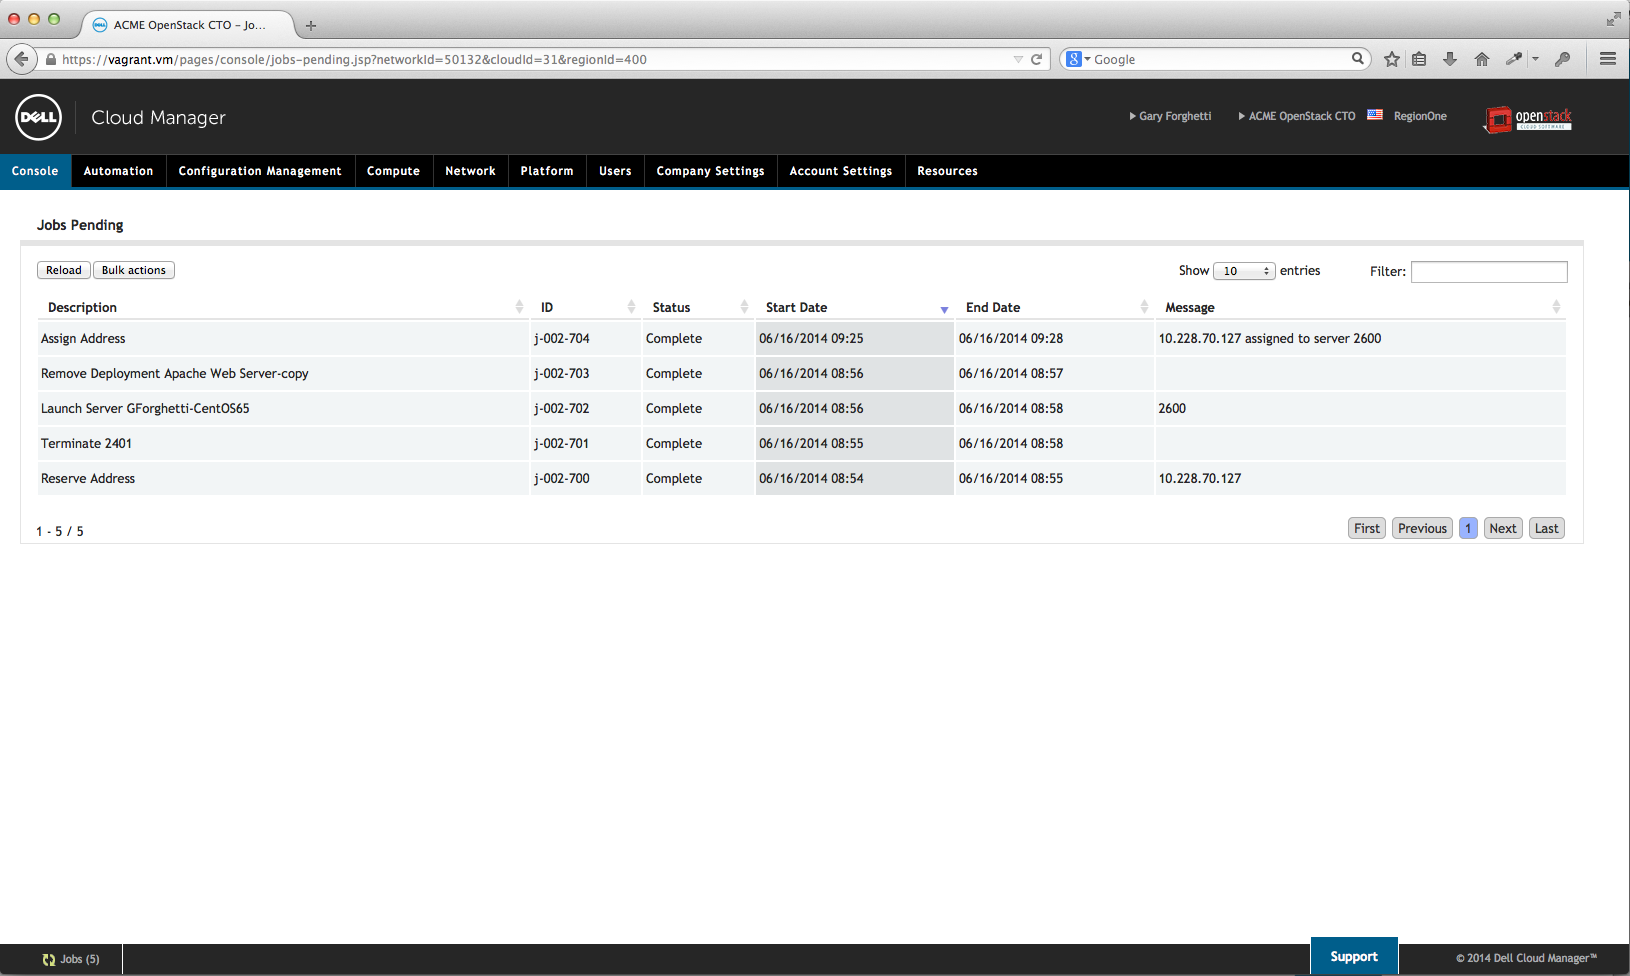 ACME OpenStack CTO – Jo...
https://vagrant.vm/pages/console/jobs-pending.jsp?networkId=50132&cloudId=31&regionId=400
8 Google
DELL Cloud Manager
Gary Forghetti ACME OpenStack CTO RegionOne openstack
CLOUD SOFTWARE
Console Automation Configuration Management Compute Network Platform Users Company Settings Account Settings Resources
Jobs Pending
Reload Bulk actions Show 10 entries Filter:
Description ID Status Start Date End Date Message
Assign Address j-002-704 Complete 06/16/2014 09:25 06/16/2014 09:28 10.228.70.127 assigned to server 2600
Remove Deployment Apache Web Server-copy j-002-703 Complete 06/16/2014 08:56 06/16/2014 08:57
Launch Server GForghetti-CentOS65 j-002-702 Complete 06/16/2014 08:56 06/16/2014 08:58 2600
Terminate 2401 j-002-701 Complete 06/16/2014 08:55 06/16/2014 08:58
Reserve Address j-002-700 Complete 06/16/2014 08:54 06/16/2014 08:55 10.228.70.127
1 - 5 / 5 First Previous 1 Next Last
Jobs (5) Support © 2014 Dell Cloud Manager™